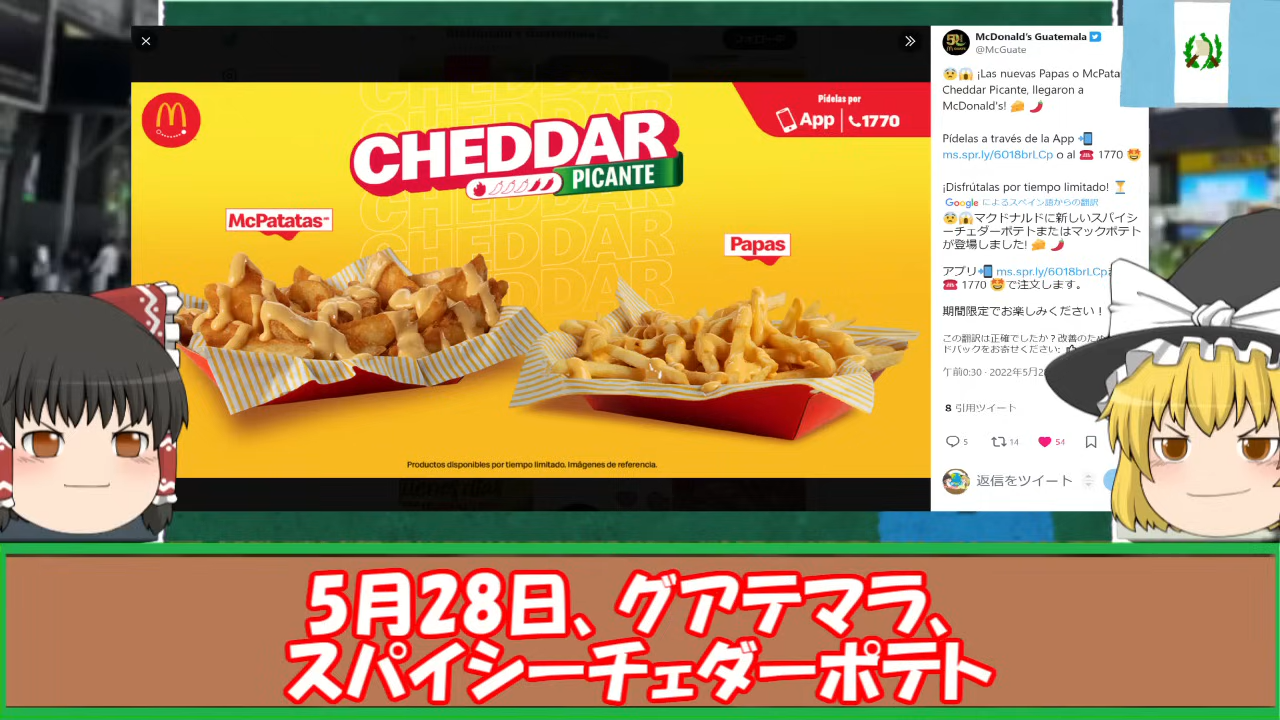 CHEDDAR
PICANTE
Pídelas por
App
1770
McPatatas
Papas
Productos disponibles por tiempo limitado. Imágenes de referencia.
McDonald's Guatemala
@McGuate
😨😱 ¡Las nuevas Papas o McPata
Cheddar Picante, llegaron a
McDonald's! 🧀 🌶️
Pídelas a través de la App 📲
ms.spr.ly/6018brLCp o al ☎️ 1770 🤩
¡Disfrútalas por tiempo limitado! ⏳
Google によるスペイン語からの翻訳
😨😱マクドナルドに新しいスパイシ
ーチェダーポテトまたはマックポテト
が登場しました! 🧀 🌶️
アプリ📲 ms.spr.ly/6018brLCp
☎️ 1770 🤩で注文します。
期間限定でお楽しみください！
この翻訳は正確でしたか？改善のため
ドバックをお寄せください:
午前0:30 · 2022年5月2
8 引用ツイート
5
14
54
返信をツイート
5月28日、グアテマラ、
スパイシーチェダーポテト